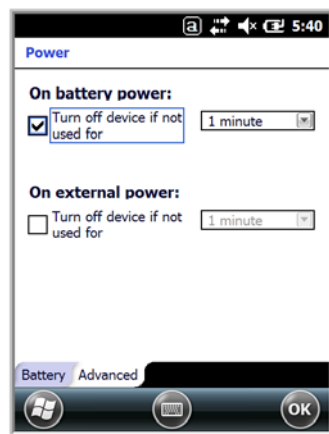 a 5:40
Power
On battery power:
Turn off device if not
used for
1 minute
On external power:
Turn off device if not
used for
1 minute
Battery Advanced
OK